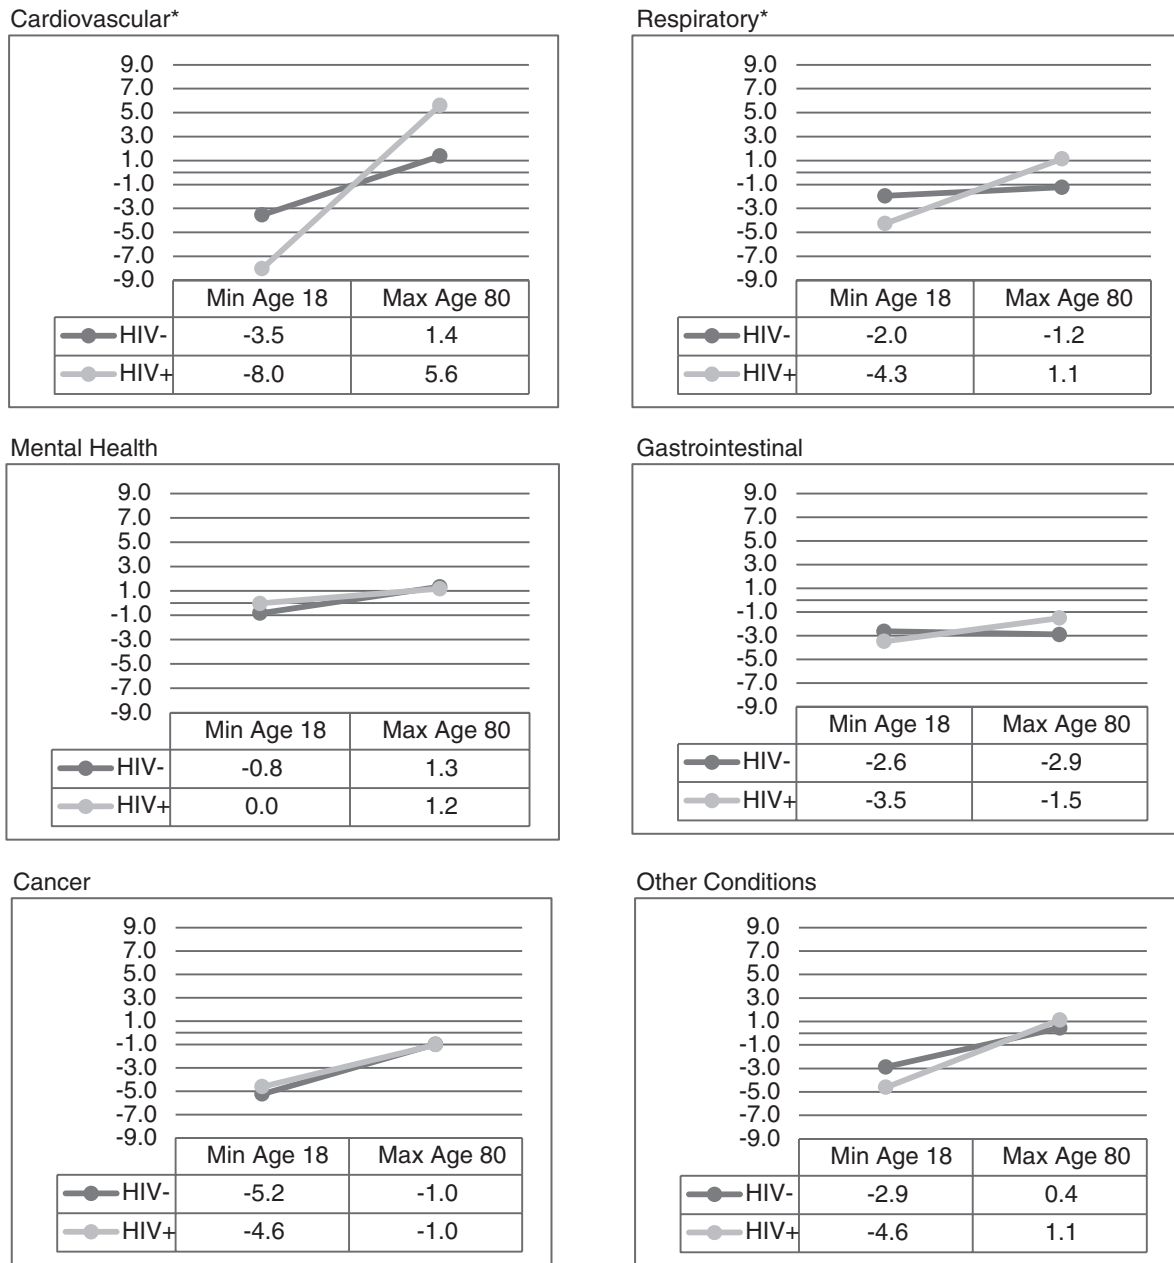 Cardiovascular*
9.0
7.0
5.0
3.0
1.0
-1.0
-3.0
-5.0
-7.0
-9.0
Min Age 18 Max Age 80
HIV- -3.5 1.4
HIV+ -8.0 5.6
Respiratory*
9.0
7.0
5.0
3.0
1.0
-1.0
-3.0
-5.0
-7.0
-9.0
Min Age 18 Max Age 80
HIV- -2.0 -1.2
HIV+ -4.3 1.1
Mental Health
9.0
7.0
5.0
3.0
1.0
-1.0
-3.0
-5.0
-7.0
-9.0
Min Age 18 Max Age 80
HIV- -0.8 1.3
HIV+ 0.0 1.2
Gastrointestinal
9.0
7.0
5.0
3.0
1.0
-1.0
-3.0
-5.0
-7.0
-9.0
Min Age 18 Max Age 80
HIV- -2.6 -2.9
HIV+ -3.5 -1.5
Cancer
9.0
7.0
5.0
3.0
1.0
-1.0
-3.0
-5.0
-7.0
-9.0
Min Age 18 Max Age 80
HIV- -5.2 -1.0
HIV+ -4.6 -1.0
Other Conditions
9.0
7.0
5.0
3.0
1.0
-1.0
-3.0
-5.0
-7.0
-9.0
Min Age 18 Max Age 80
HIV- -2.9 0.4
HIV+ -4.6 1.1